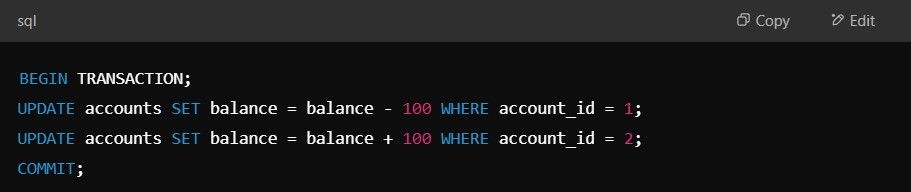 sql Copy Edit
BEGIN TRANSACTION;
UPDATE accounts SET balance = balance - 100 WHERE account_id = 1;
UPDATE accounts SET balance = balance + 100 WHERE account_id = 2;
COMMIT;